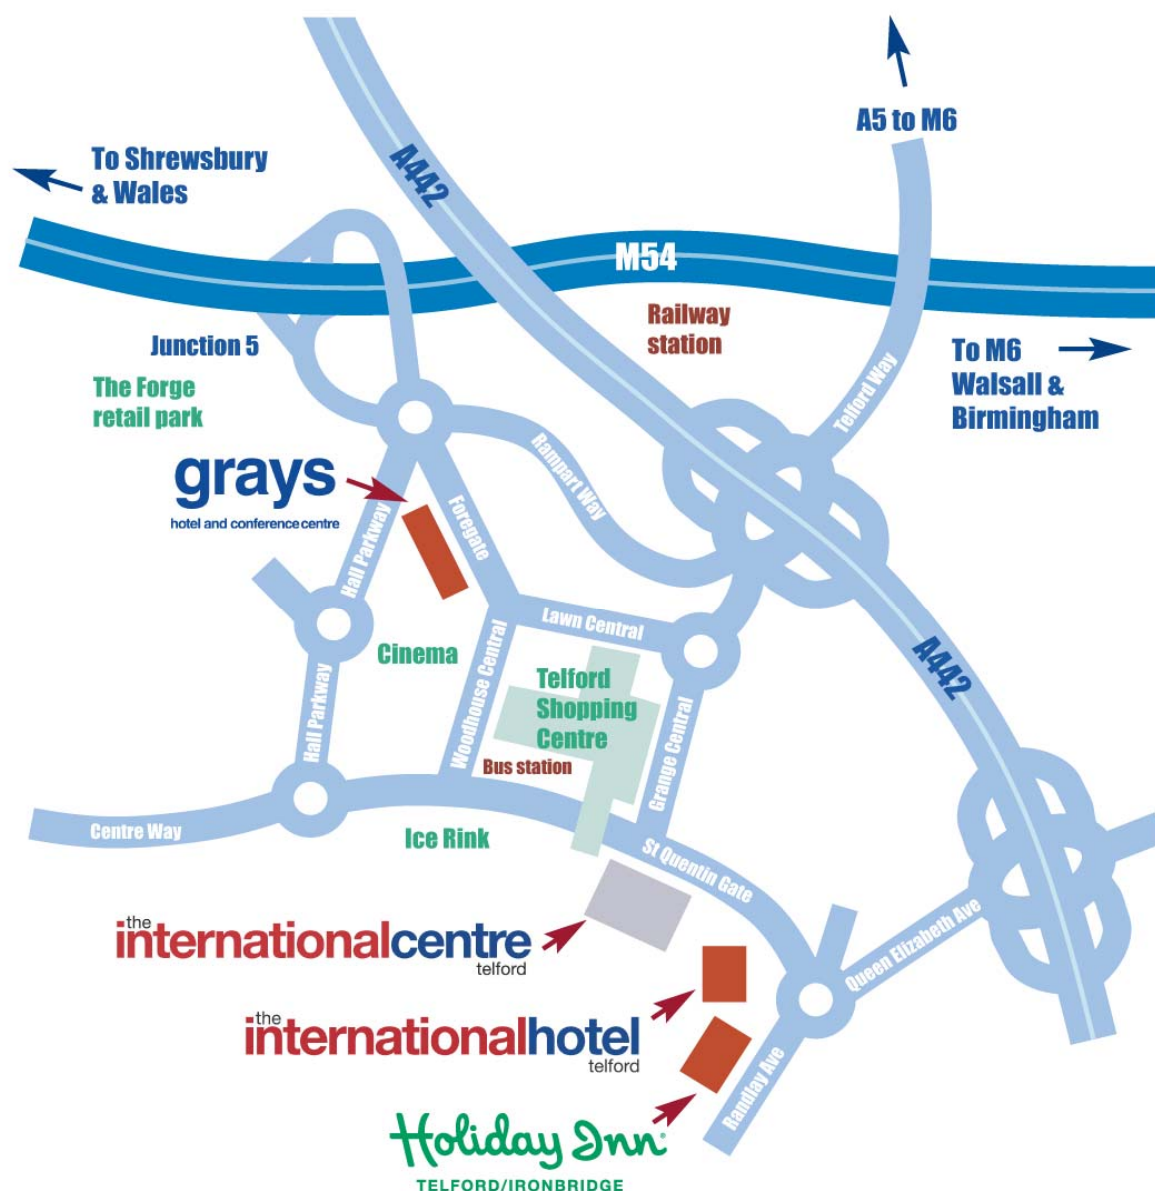 A5 to M6
To Shrewsbury
& Wales
A442
M54
Railway
station
Junction 5
To M6
Walsall &
Birmingham
The Forge
retail park
Telford Way
grays
hotel and conference centre
Rampart Way
Foregate
Hall Parkway
Lawn Central
Cinema
Woodhouse Central
Telford
Shopping
Centre
A442
Hall Parkway
Grange Central
Bus station
Centre Way
Ice Rink
St Quentin Gate
the
internationalcentre
telford
Queen Elizabeth Ave
the
internationalhotel
telford
Randlay Ave
Holiday Inn
TELFORD/IRONBRIDGE